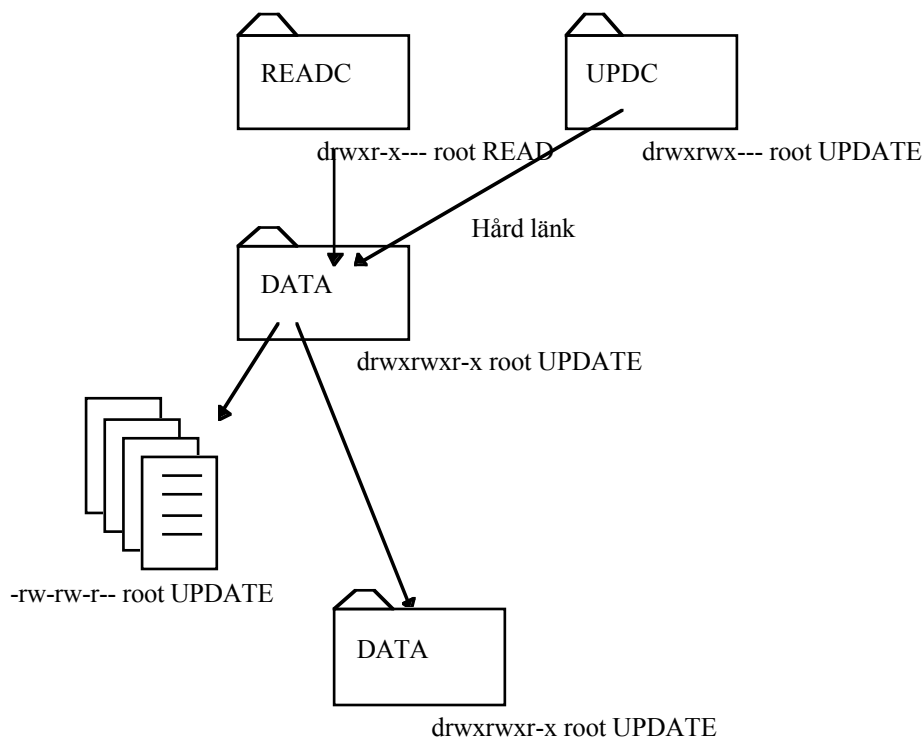 READC
UPDC
drwxr-x--- root READ
drwxrwx--- root UPDATE
Hård länk
DATA
drwxrwxr-x root UPDATE
-rw-rw-r-- root UPDATE
DATA
drwxrwxr-x root UPDATE